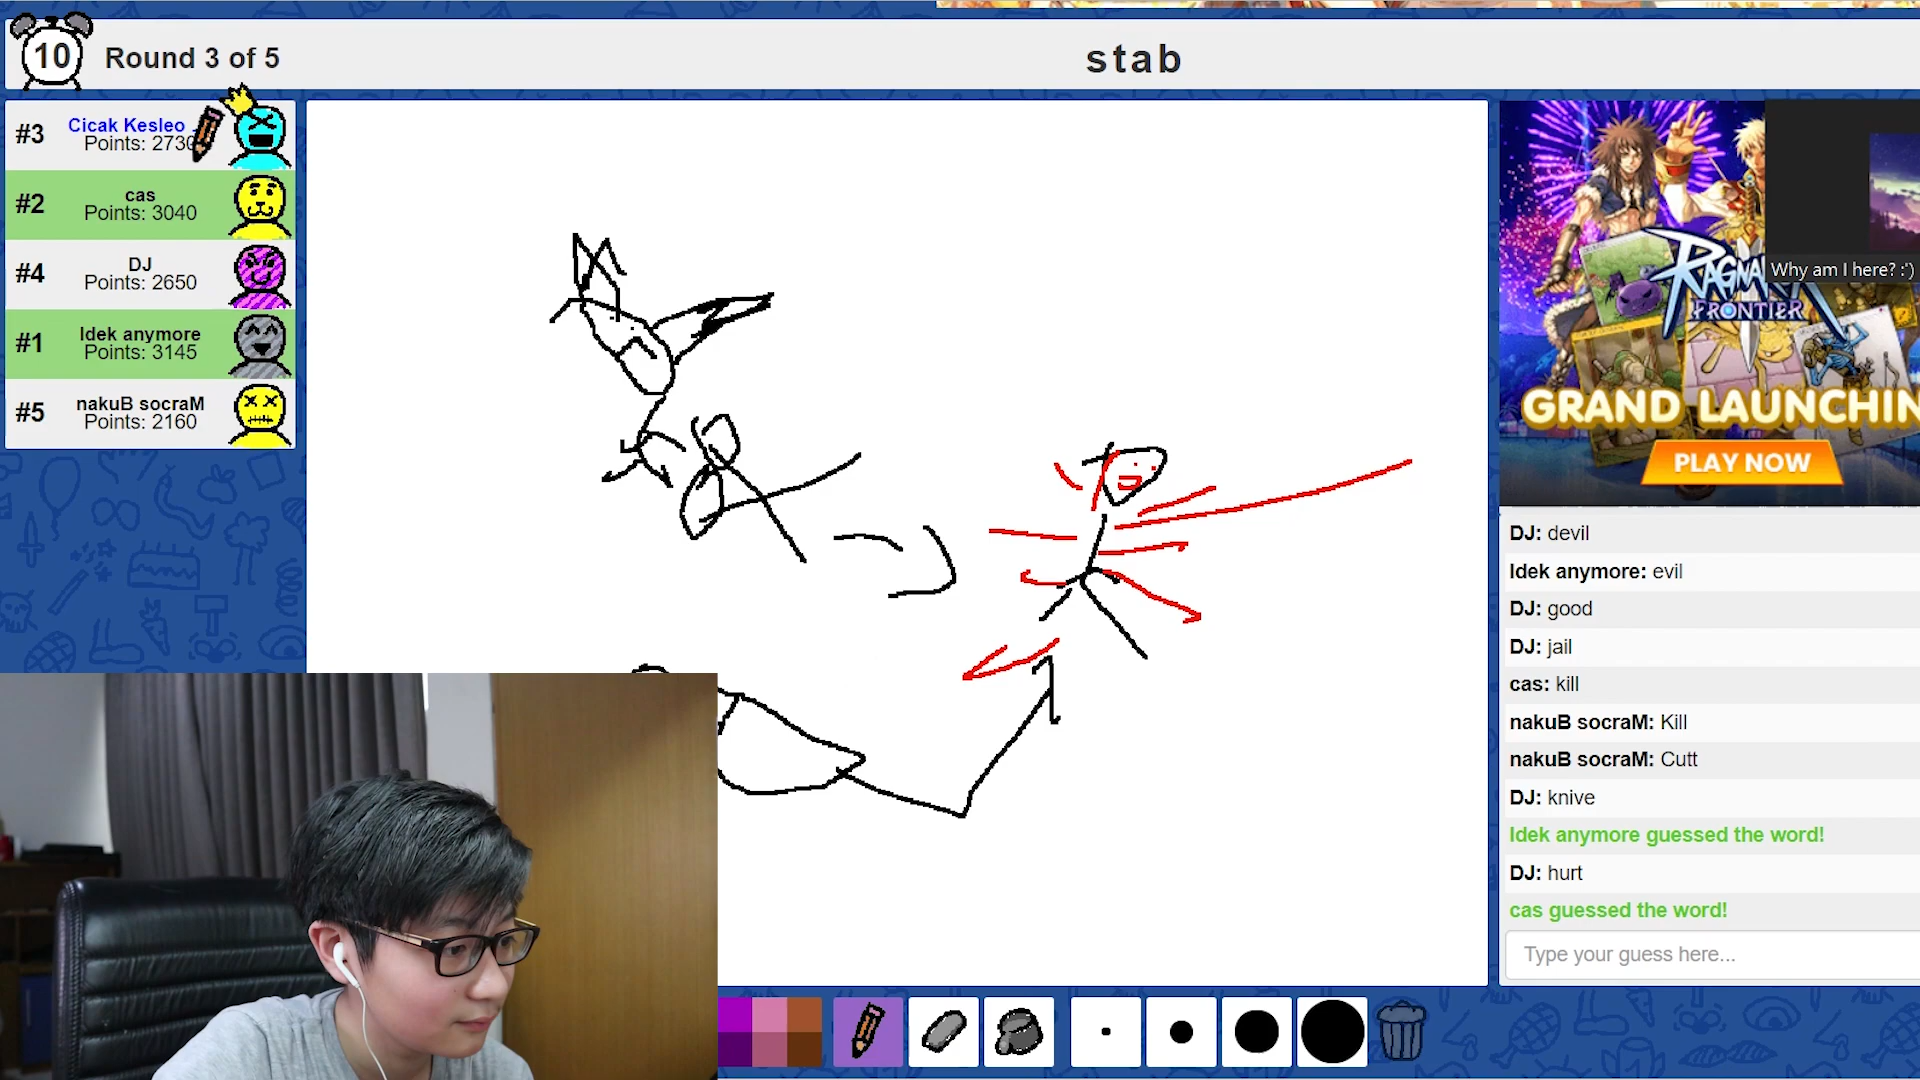 10
Round 3 of 5
stab
#3
Cicak Kesleo
Points: 2730
#2
cas
Points: 3040
#4
DJ
Points: 2650
#1
Idek anymore
Points: 3145
#5
nakuB socraM
Points: 2160
Why am I here? :')
FRONTIER
GRAND LAUNCHIN
PLAY NOW
DJ: devil
Idek anymore: evil
DJ: good
DJ: jail
cas: kill
nakuB socraM: Kill
nakuB socraM: Cutt
DJ: knive
Idek anymore guessed the word!
DJ: hurt
cas guessed the word!
Type your guess here...